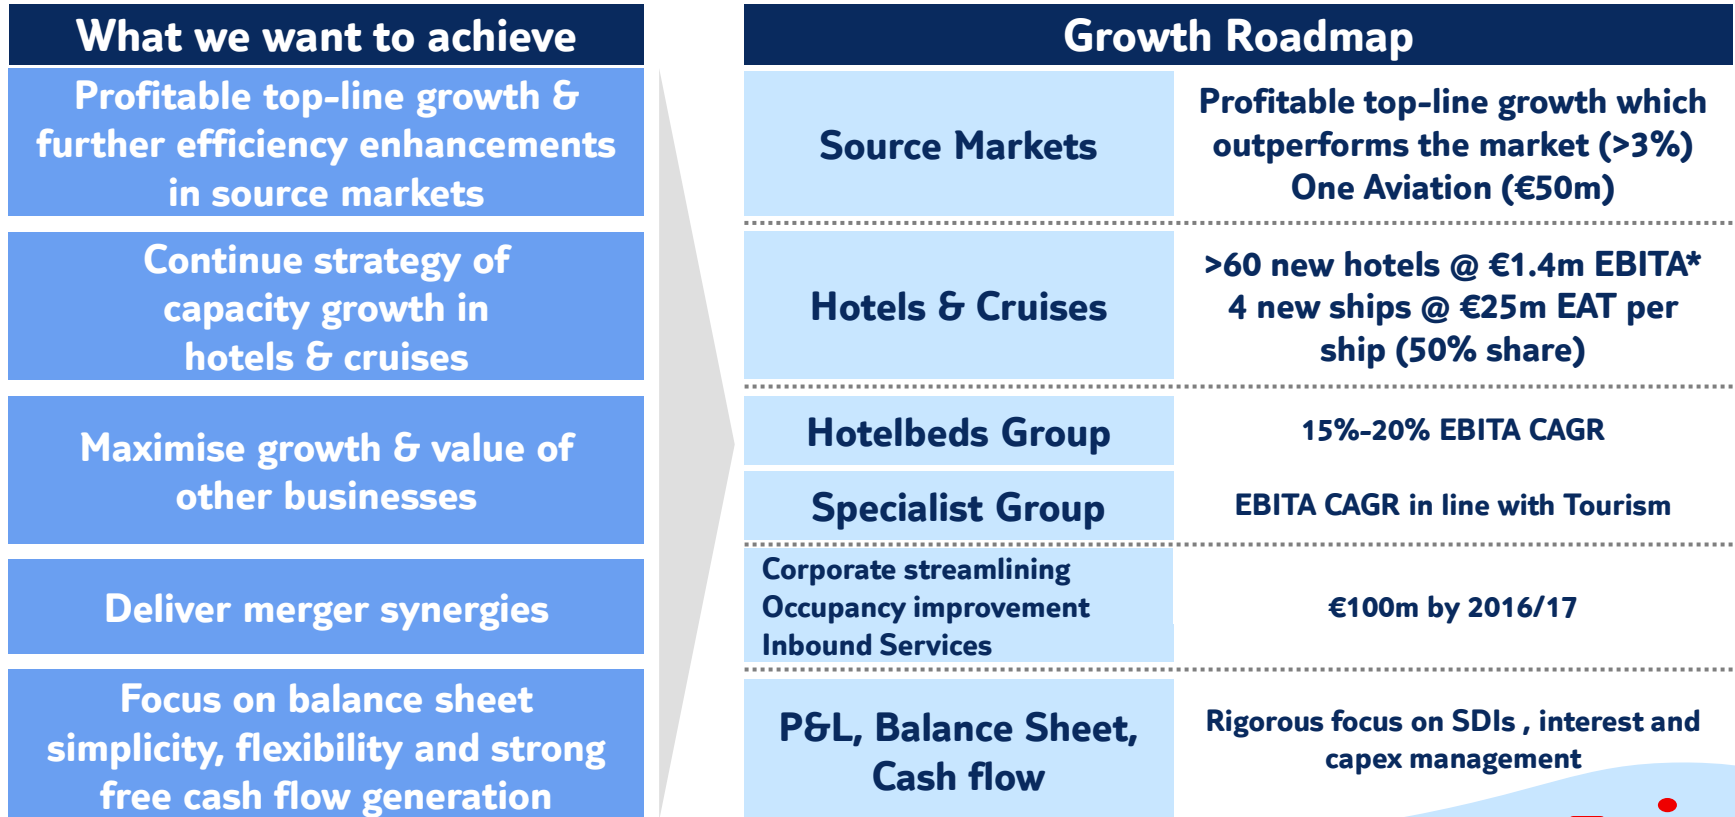 What we want to achieve
Profitable top-line growth &
further efficiency enhancements
in source markets
Continue strategy of
capacity growth in
hotels & cruises
Maximise growth & value of
other businesses
Deliver merger synergies
Focus on balance sheet
simplicity, flexibility and strong
free cash flow generation
Growth Roadmap
Source Markets
Profitable top-line growth which
outperforms the market (>3%)
One Aviation (€50m)
Hotels & Cruises
>60 new hotels @ €1.4m EBITA*
4 new ships @ €25m EAT per
ship (50% share)
Hotelbeds Group
15%-20% EBITA CAGR
Specialist Group
EBITA CAGR in line with Tourism
Corporate streamlining
Occupancy improvement
Inbound Services
€100m by 2016/17
P&L, Balance Sheet,
Cash flow
Rigorous focus on SDIs , interest and
capex management